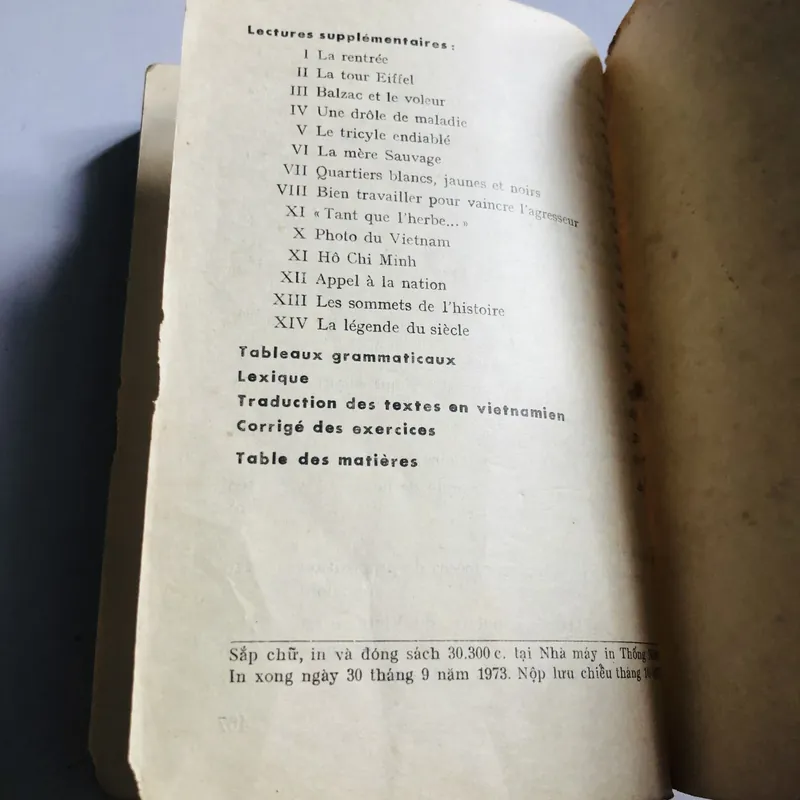 Lectures supplémentaires :
I La rentrée
II La tour Eiffel
III Balzac et le voleur
IV Une drôle de maladie
V Le tricyle endiablé
VI La mère Sauvage
VII Quartiers blancs, jaunes et noirs
VIII Bien travailler pour vaincre l'agresseur
XI « Tant que l'herbe... »
X Photo du Vietnam
XI Hô Chi Minh
XII Appel à la nation
XIII Les sommets de l'histoire
XIV La légende du siècle
Tableaux grammaticaux
Lexique
Traduction des textes en vietnamien
Corrigé des exercices
Table des matières
Sắp chữ, in và đóng sách 30.300 c. tại Nhà máy in Thống
In xong ngày 30 tháng 9 năm 1973. Nộp lưu chiều tháng